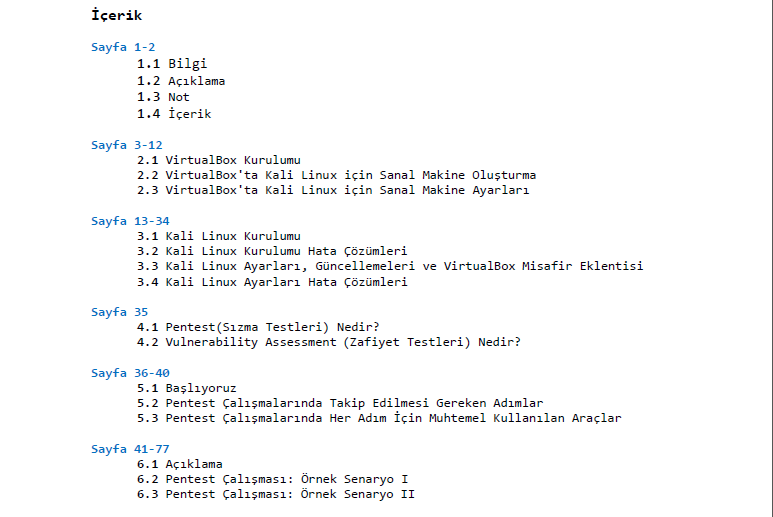 İçerik
Sayfa 1-2
1.1 Bilgi
1.2 Açıklama
1.3 Not
1.4 İçerik
Sayfa 3-12
2.1 VirtualBox Kurulumu
2.2 VirtualBox'ta Kali Linux için Sanal Makine Oluşturma
2.3 VirtualBox'ta Kali Linux için Sanal Makine Ayarları
Sayfa 13-34
3.1 Kali Linux Kurulumu
3.2 Kali Linux Kurulumu Hata Çözümleri
3.3 Kali Linux Ayarları, Güncellemeleri ve VirtualBox Misafir Eklentisi
3.4 Kali Linux Ayarları Hata Çözümleri
Sayfa 35
4.1 Pentest(Sızma Testleri) Nedir?
4.2 Vulnerability Assessment (Zafiyet Testleri) Nedir?
Sayfa 36-40
5.1 Başlıyoruz
5.2 Pentest Çalışmalarında Takip Edilmesi Gereken Adımlar
5.3 Pentest Çalışmalarında Her Adım İçin Muhtemel Kullanılan Araçlar
Sayfa 41-77
6.1 Açıklama
6.2 Pentest Çalışması: Örnek Senaryo I
6.3 Pentest Çalışması: Örnek Senaryo II